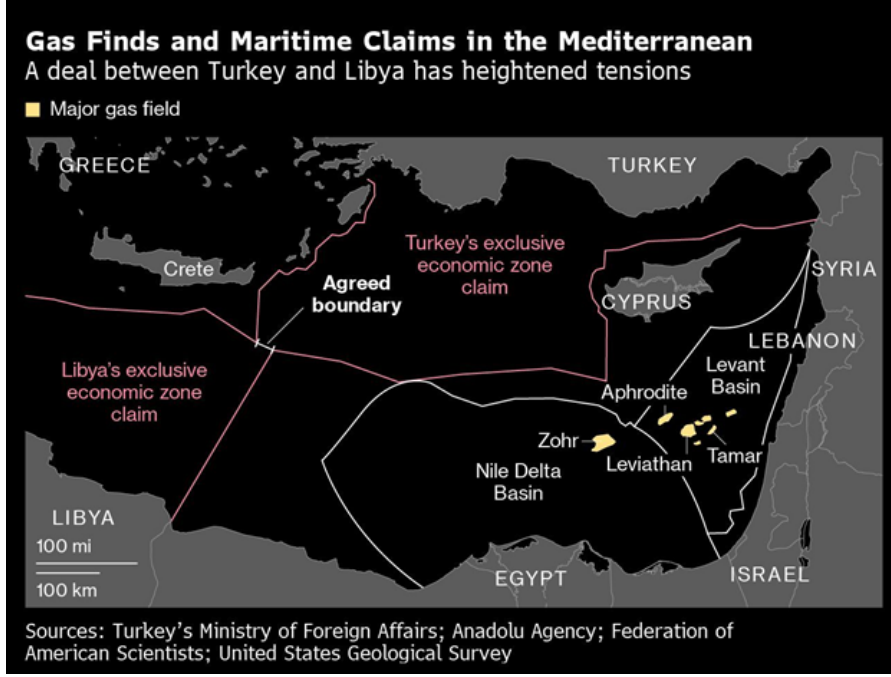 Gas Finds and Maritime Claims in the Mediterranean
A deal between Turkey and Libya has heightened tensions
Major gas field
GREECE
TURKEY
Crete
Turkey's exclusive
economic zone
claim
Agreed
boundary
CYPRUS
SYRIA
LEBANON
Libya's exclusive
economic zone
claim
Levant
Basin
Aphrodite
Zohr
Leviathan
Tamar
Nile Delta
Basin
LIBYA
100 mi
100 km
EGYPT
ISRAEL
Sources: Turkey's Ministry of Foreign Affairs; Anadolu Agency; Federation of
American Scientists; United States Geological Survey